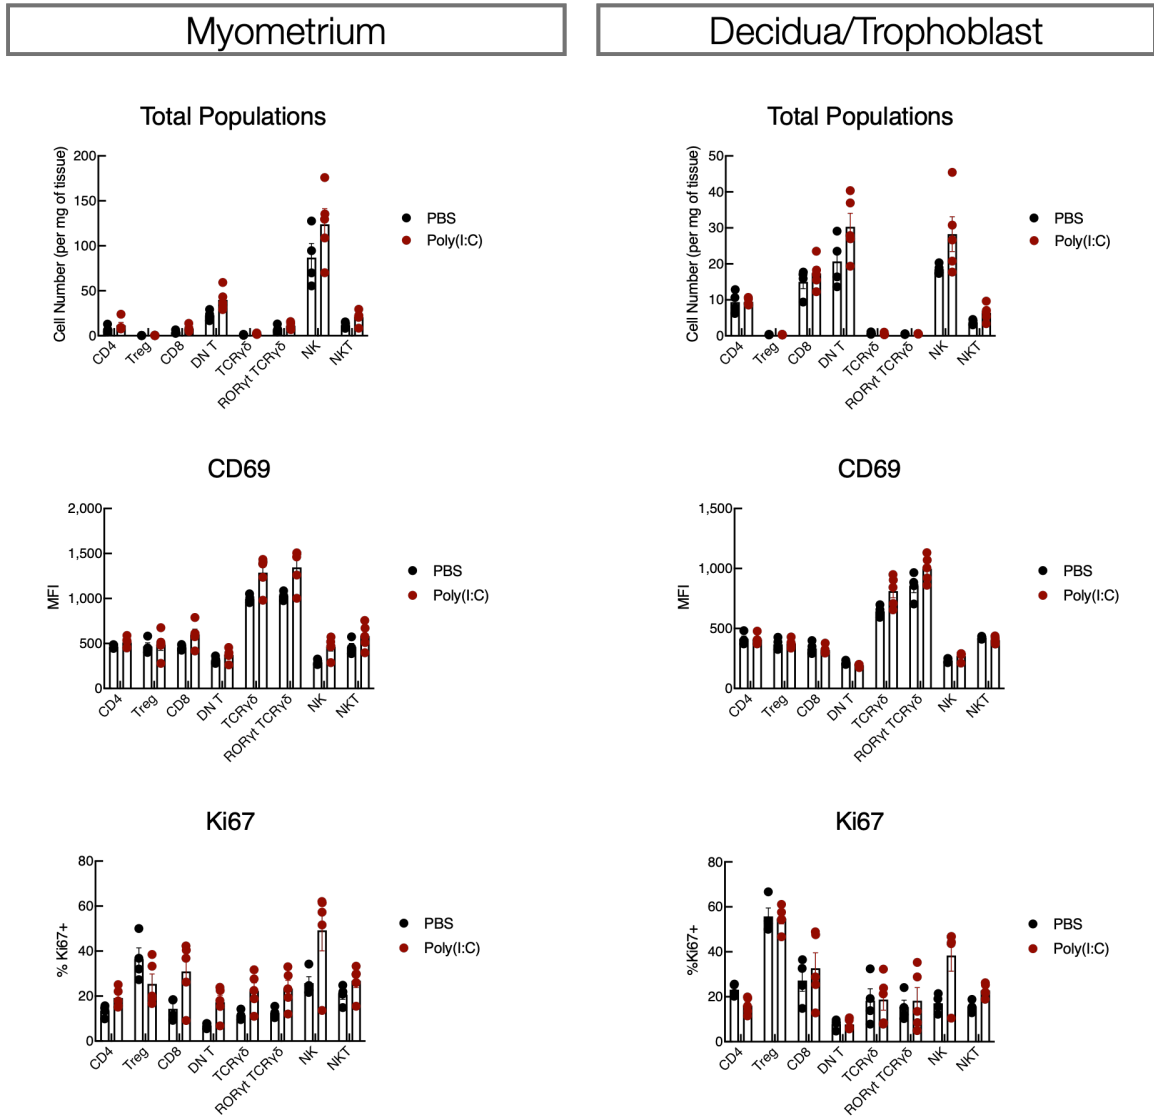 Myometrium
Decidua/Trophoblast
Total Populations
Cell Number (per mg of tissue)
200
150
100
50
0
CD4
Treg
CD8
DN T
TCRγδ
RORγt TCRγδ
NK
NKT
PBS
Poly(I:C)
Total Populations
Cell Number (per mg of tissue)
50
40
30
20
10
0
CD4
Treg
CD8
DN T
TCRγδ
RORγt TCRγδ
NK
NKT
PBS
Poly(I:C)
CD69
MFI
2,000
1,500
1,000
500
0
CD4
Treg
CD8
DN T
TCRγδ
RORγt TCRγδ
NK
NKT
PBS
Poly(I:C)
CD69
MFI
1,500
1,000
500
0
CD4
Treg
CD8
DN T
TCRγδ
RORγt TCRγδ
NK
NKT
PBS
Poly(I:C)
Ki67
% Ki67+
80
60
40
20
0
CD4
Treg
CD8
DN T
TCRγδ
RORγt TCRγδ
NK
NKT
PBS
Poly(I:C)
Ki67
%Ki67+
80
60
40
20
0
CD4
Treg
CD8
DN T
TCRγδ
RORγt TCRγδ
NK
NKT
PBS
Poly(I:C)